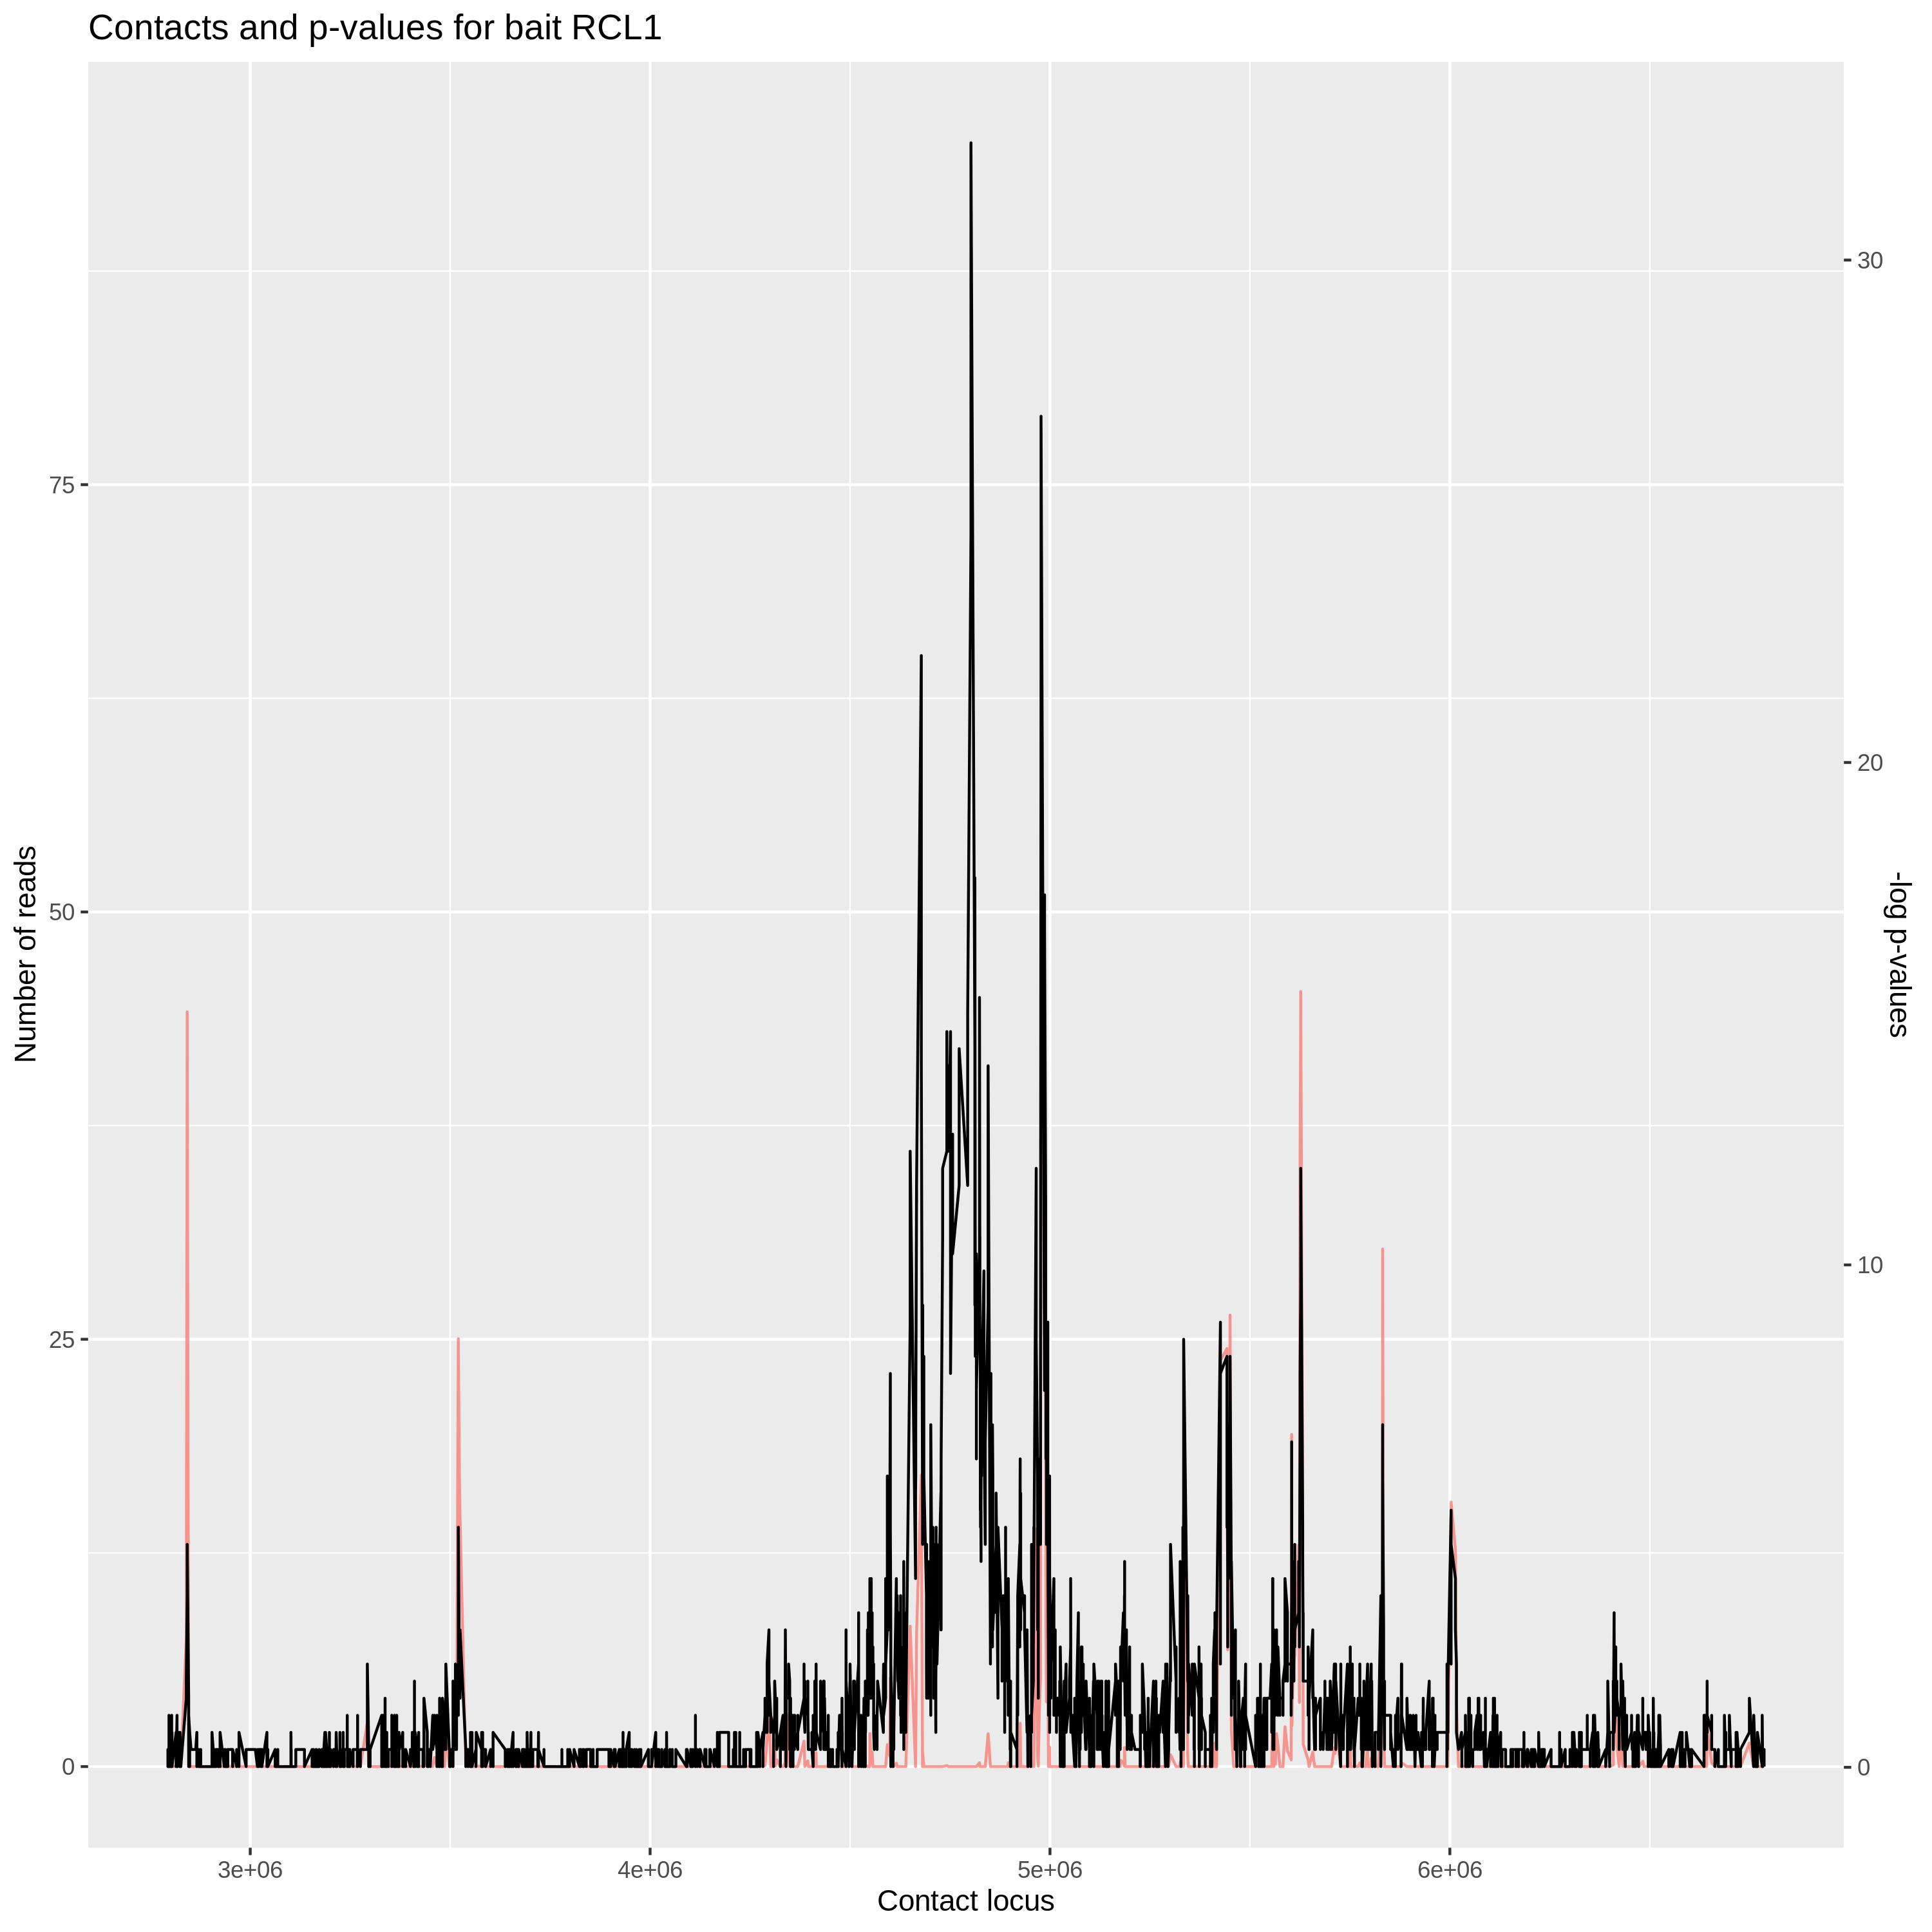 Contacts and p-values for bait RCL1
Number of reads
75
50
25
0
30
20
10
0
-log p-values
3e+06
4e+06
5e+06
6e+06
Contact locus